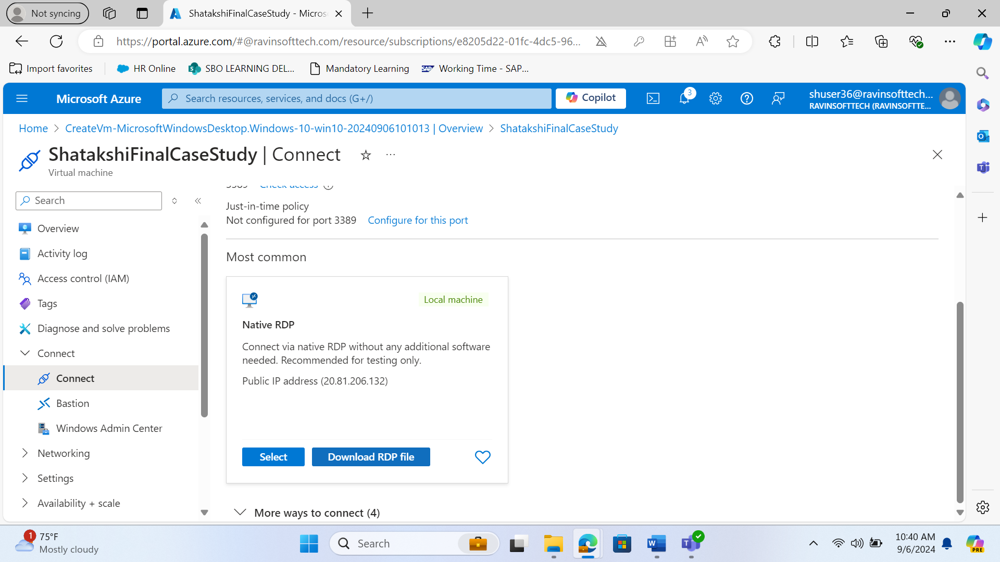 Not syncing
ShatakshiFinalCaseStudy - Micros
https://portal.azure.com/#@ravinsofttech.com/resource/subscriptions/e8205d22-01fc-4dc5-96...
Import favorites
HR Online
SBO LEARNING DEL...
Mandatory Learning
Working Time - SAP...
Microsoft Azure
Search resources, services, and docs (G+/)
Copilot
3
shuser36@ravinsofttech...
RAVINSOFTTECH (RAVINSOFTTE...
Home > CreateVm-MicrosoftWindowsDesktop.Windows-10-win10-20240906101013 | Overview > ShatakshiFinalCaseStudy
ShatakshiFinalCaseStudy | Connect
Virtual machine
Search
Overview
Activity log
Access control (IAM)
Tags
Diagnose and solve problems
Connect
Connect
Bastion
Windows Admin Center
Networking
Settings
Availability + scale
3389 Check access
Just-in-time policy
Not configured for port 3389 Configure for this port
Most common
Local machine
Native RDP
Connect via native RDP without any additional software
needed. Recommended for testing only.
Public IP address (20.81.206.132)
Select
Download RDP file
More ways to connect (4)
1
75°F
Mostly cloudy
Search
10:40 AM
9/6/2024
PRE